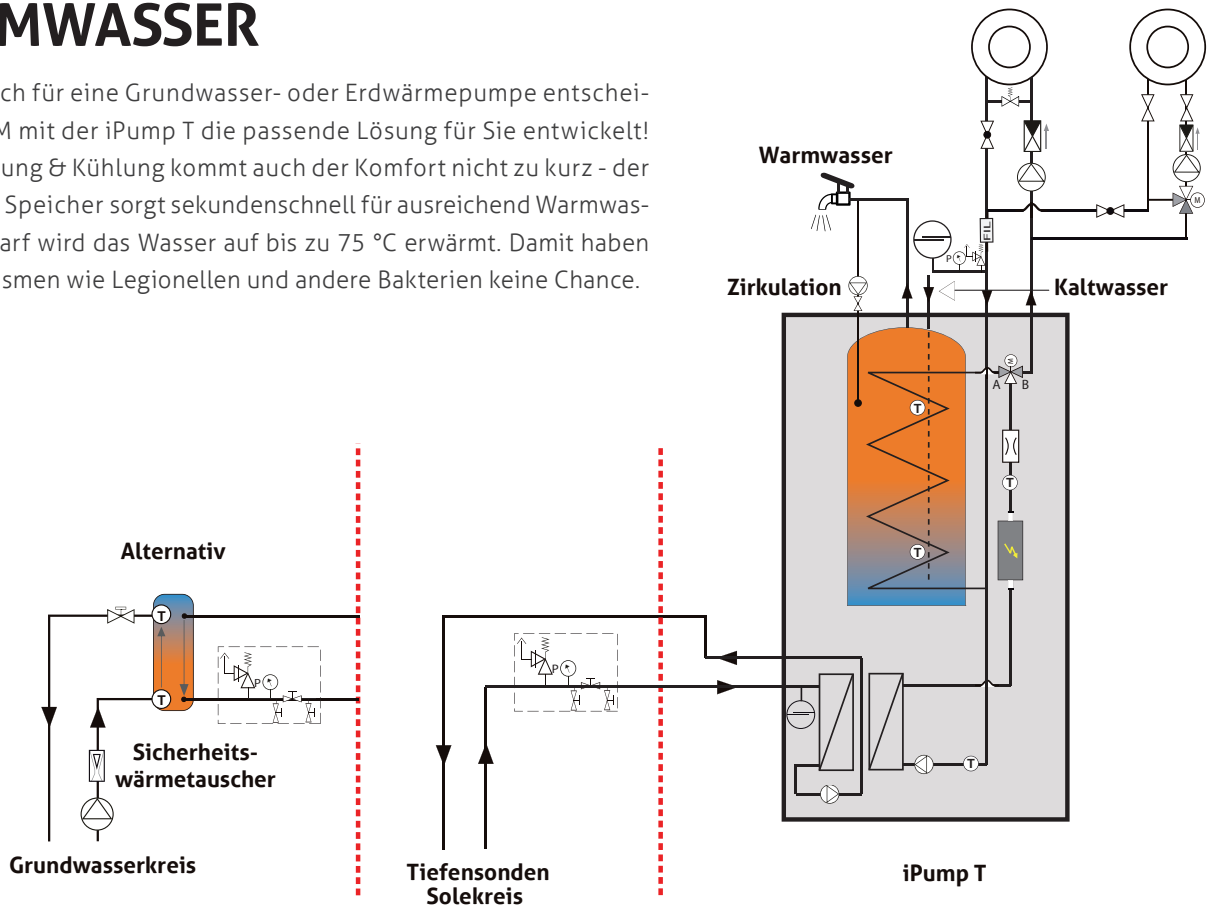 MWASSER
ch für eine Grundwasser- oder Erdwärmepumpe entschei-
M mit der iPump T die passende Lösung für Sie entwickelt!
ung & Kühlung kommt auch der Komfort nicht zu kurz - der
Speicher sorgt sekundenschnell für ausreichend Warmwas-
arf wird das Wasser auf bis zu 75 °C erwärmt. Damit haben
smen wie Legionellen und andere Bakterien keine Chance.
Warmwasser
M
FIL
P
Zirkulation
Kaltwasser
M
A B
T
T
T
Alternativ
T
T
P
P
Sicherheits-
wärmetauscher
T
Grundwasserkreis
Tiefensonden
Solekreis
iPump T